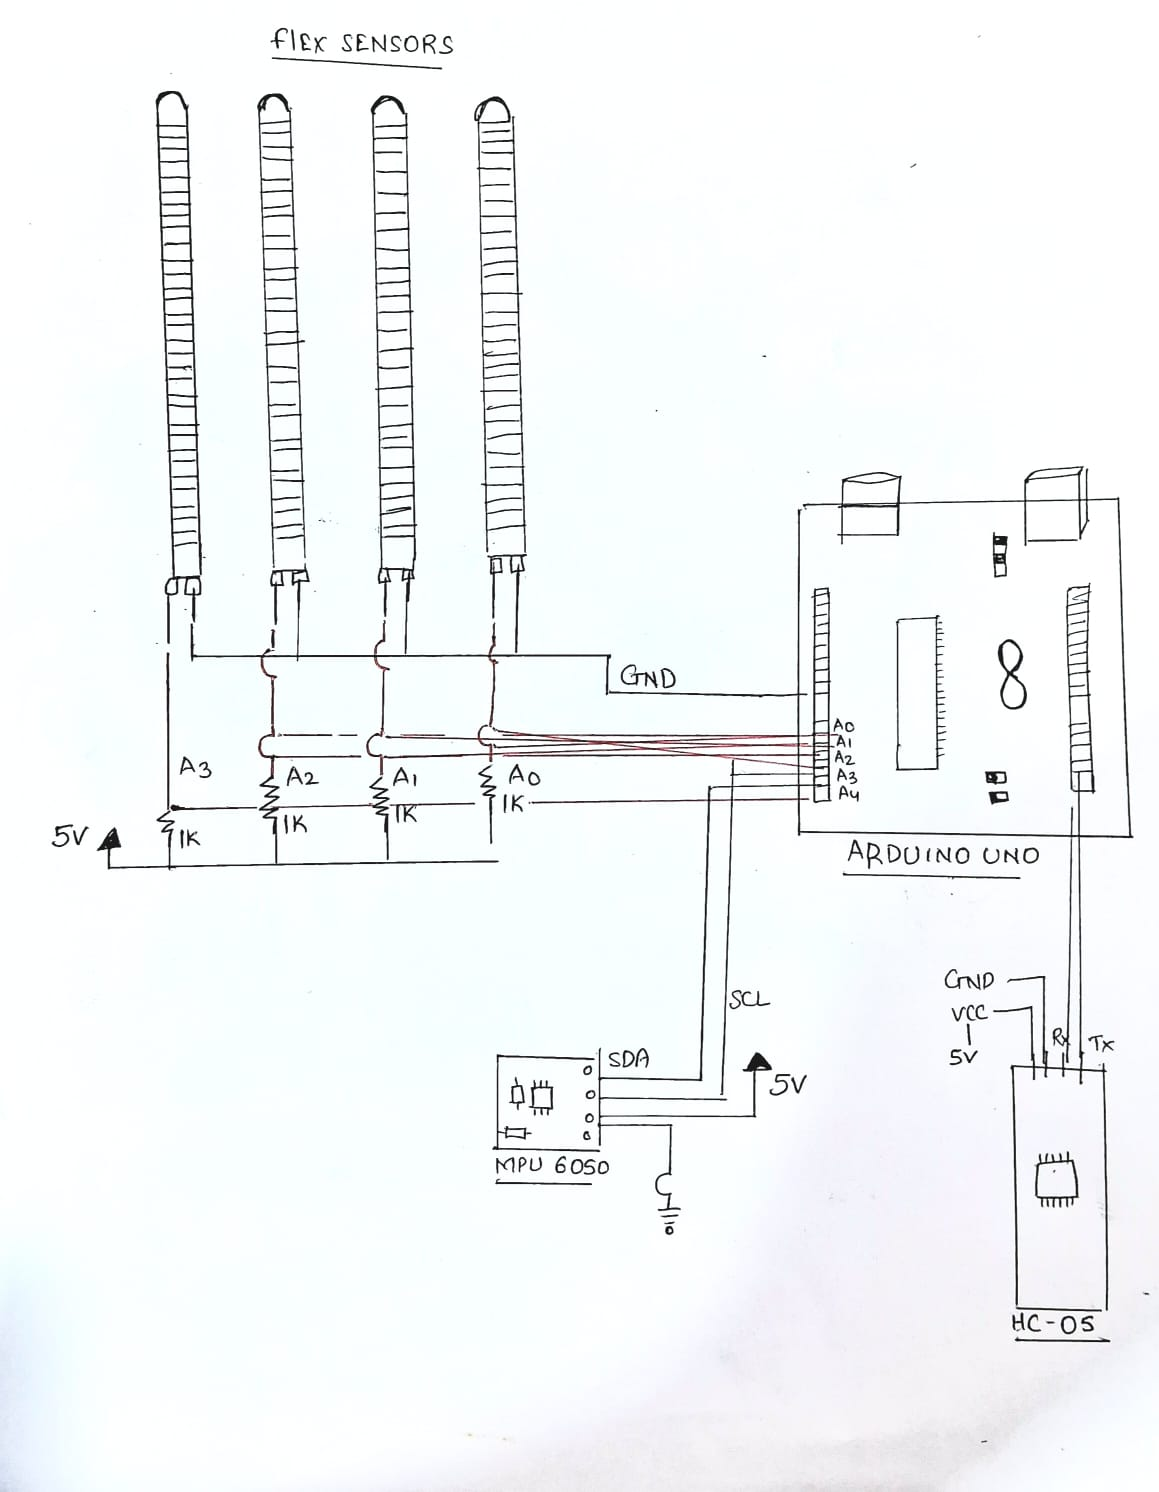 flEX SENSORS
GND
A0
A1
A2
A3
A4
A3
A2
A1
A0
1K
1K
1K
1K
5V
ARDUINO UNO
GND
VCC
5V
Rx
Tx
SCL
SDA
5V
MPU 6050
HC-05